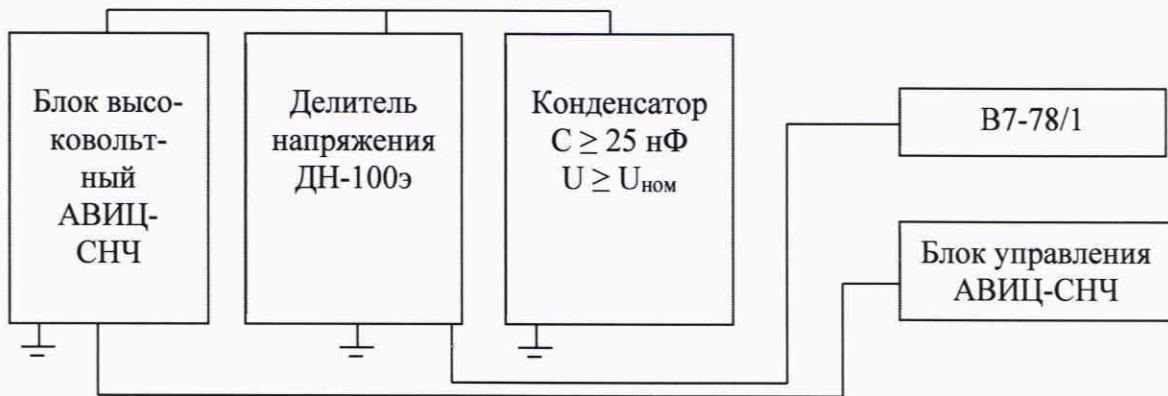 Блок высо-
ковольт-
ный
АВИЦ-
СНЧ
Делитель
напряжения
ДН-100э
Конденсатор
C ≥ 25 нФ
U ≥ Uном
В7-78/1
Блок управления
АВИЦ-СНЧ